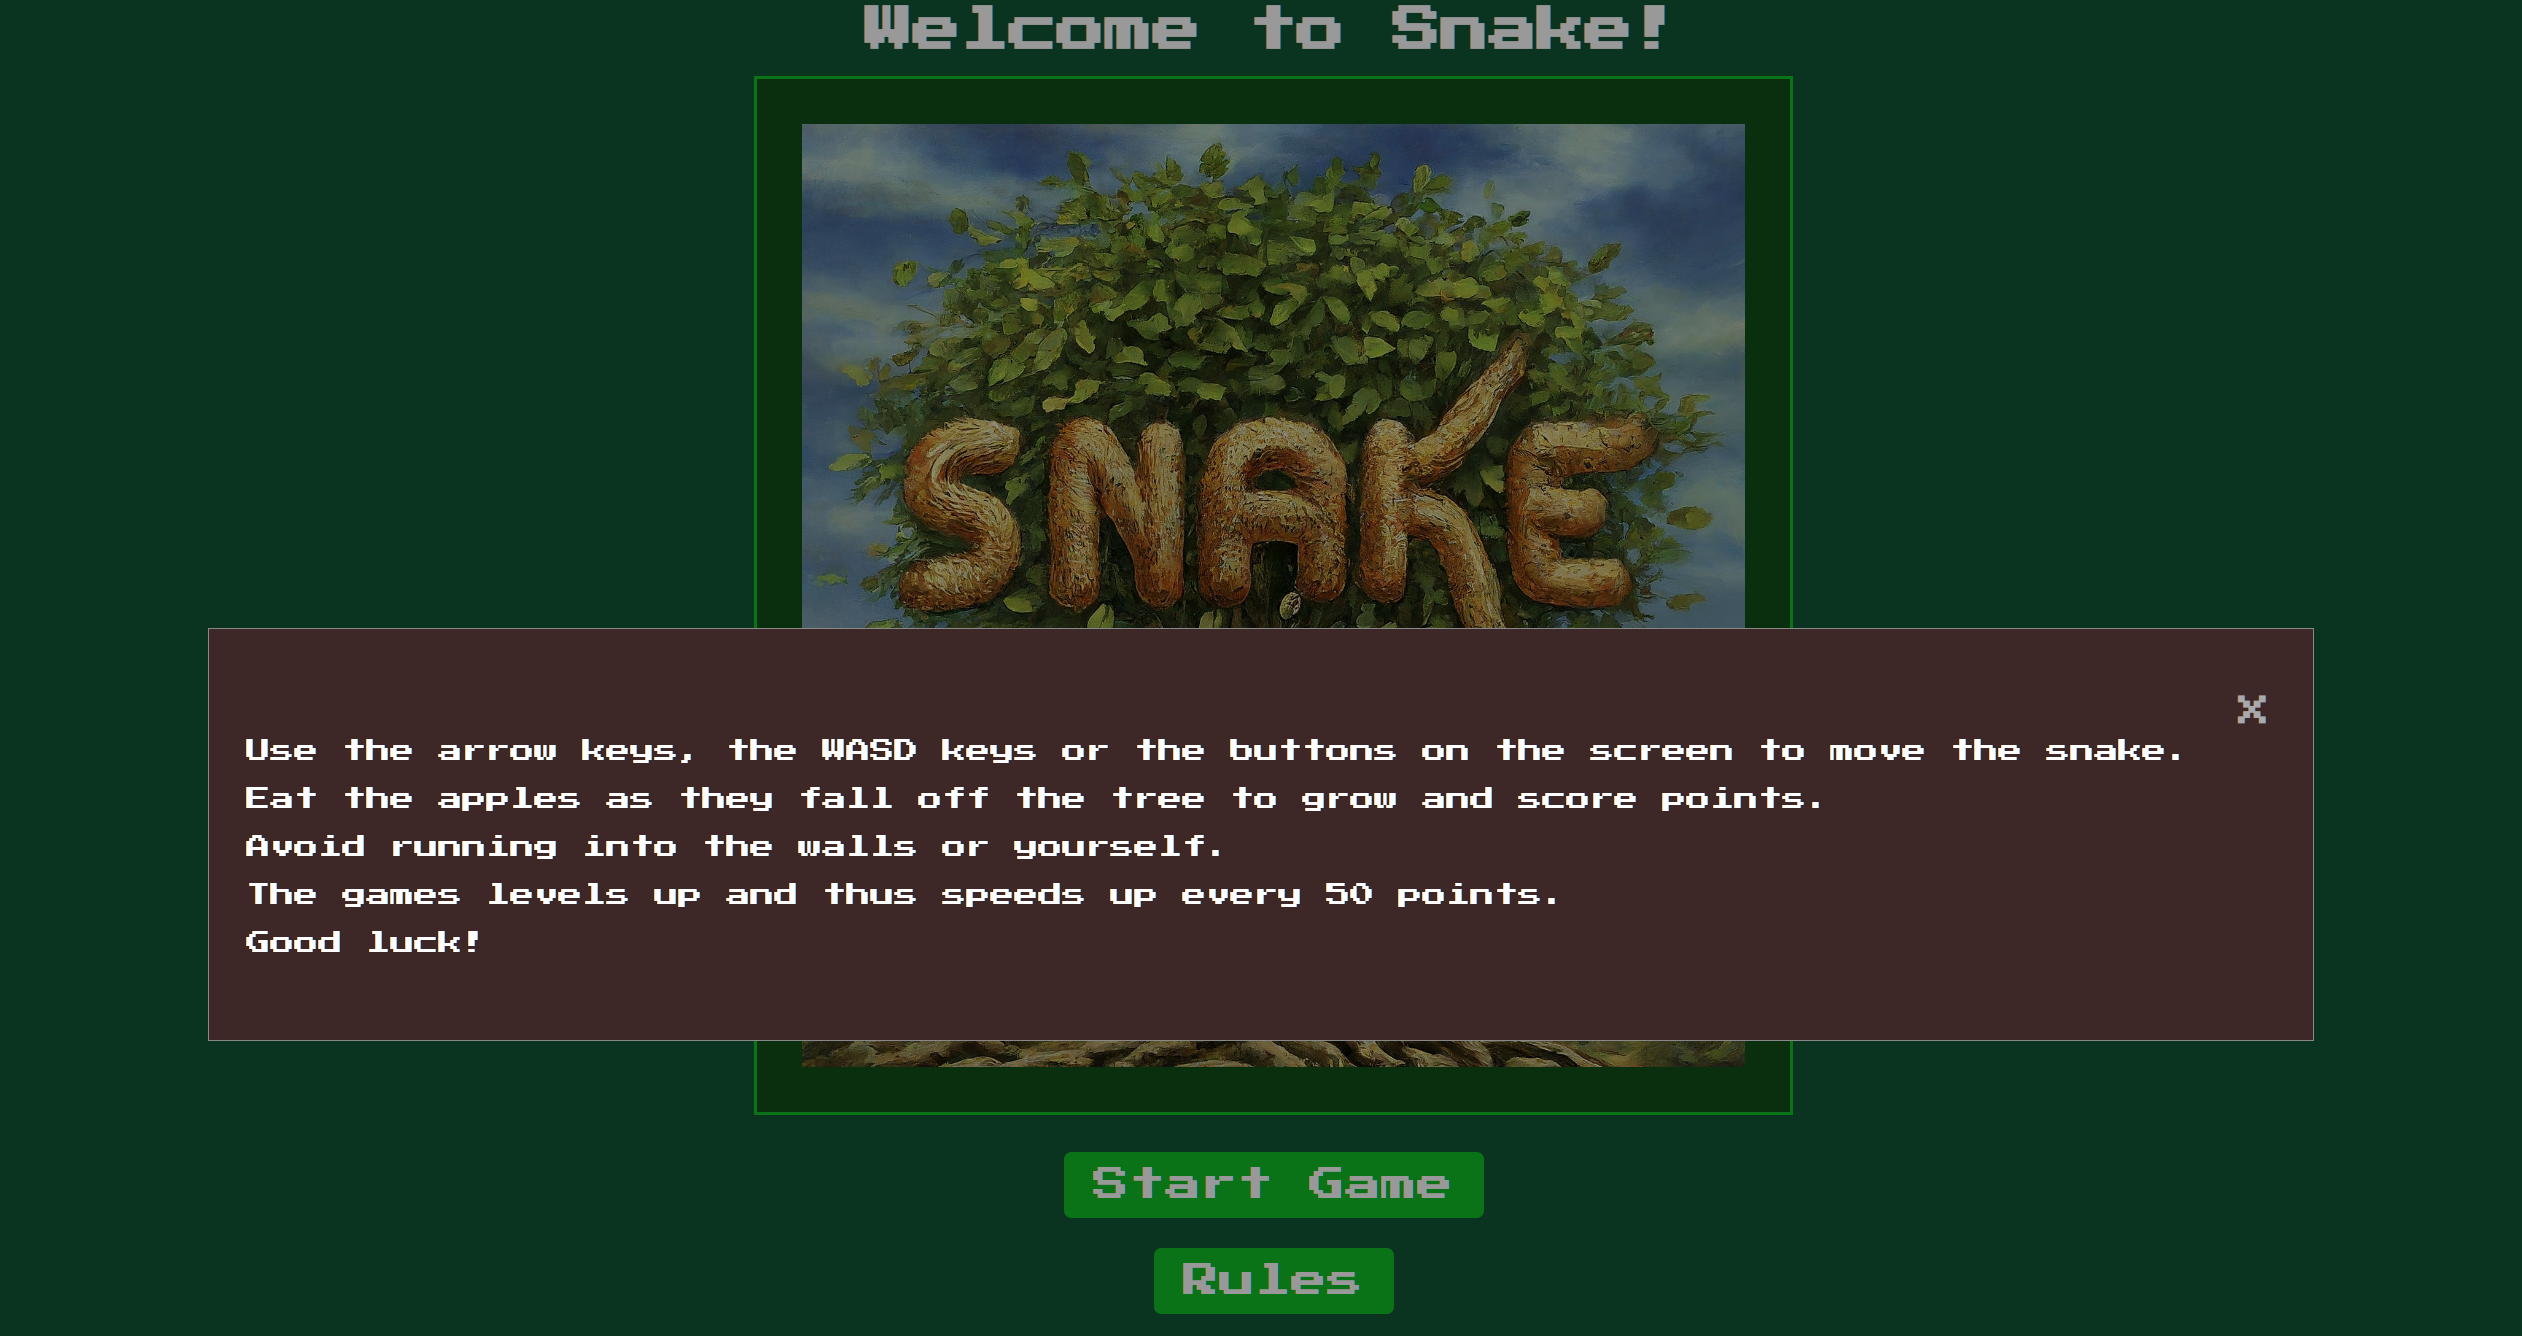 Welcome to Snake!
SNAKE
x
Use the arrow keys, the WASD keys or the buttons on the screen to move the snake.
Eat the apples as they fall off the tree to grow and score points.
Avoid running into the walls or yourself.
The games levels up and thus speeds up every 50 points.
Good luck!
Start Game
Rules